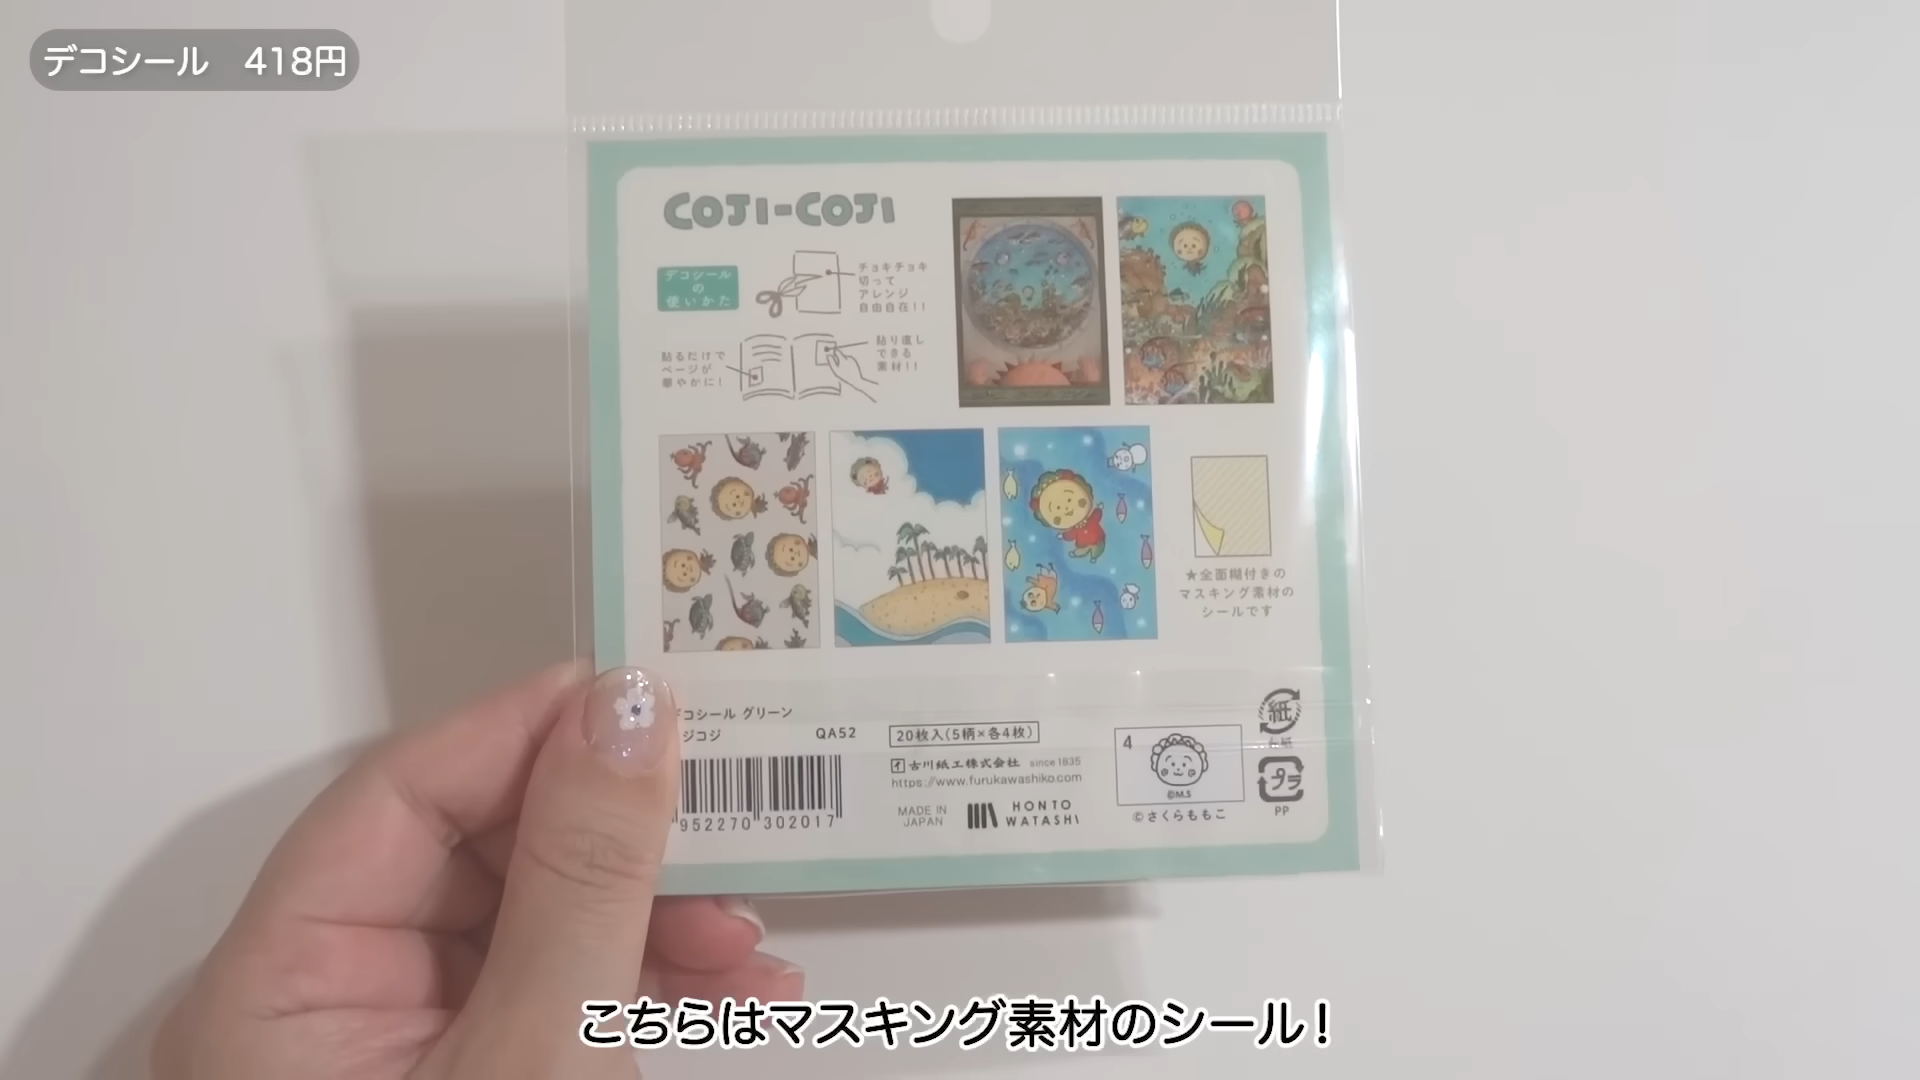 デコシール 418円
COJI-COJI
デコシール
の
使いかた
チョキチョキ
切って
アレンジ
自由自在!!
貼るだけで
ページが
華やかに!
貼り直し
できる
素材!!
★全面糊付きの
マスキング素材の
シールです
デコシール グリーン
ジコジ
QA52
20枚入(5柄×各4枚)
古川紙工株式会社 since 1835
https://www.furukawashiko.com
MADE IN
JAPAN
HONTO
WATASHI
952270 302017
4
©M.S
©さくらももこ
紙
プラ
PP
こちらはマスキング素材のシール!